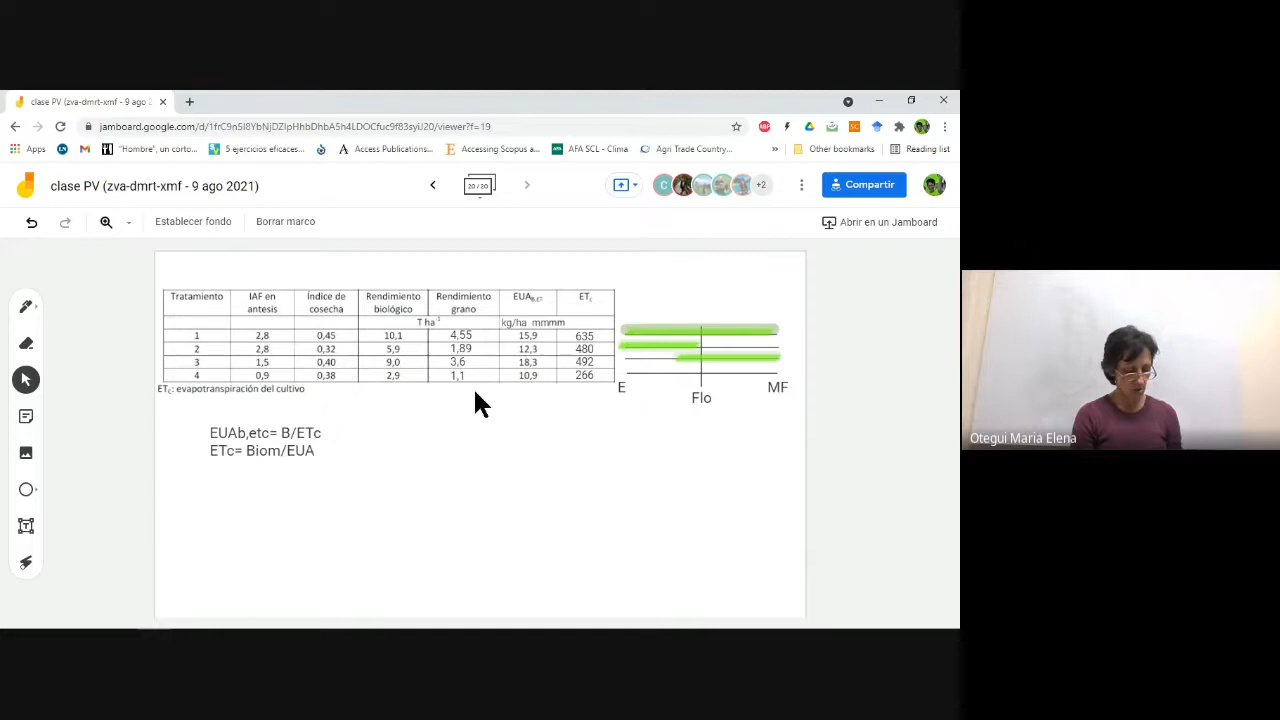 clase PV (zva-dmrt-xmf - 9 ago 2
jamboard.google.com/d/1frC9n5l8YbNjDZIpHhbDhbA5h4LDOCfuc9f83syiJ20/viewer?f=19
Apps "Hombre", un corto... 5 ejercicios eficaces... Access Publications... Accessing Scopus a... AFA SCL - Clima Agri Trade Country... » Other bookmarks Reading list
clase PV (zva-dmrt-xmf - 9 ago 2021) 20 / 20 C +2 Compartir
Establecer fondo Borrar marco Abrir en un Jamboard
Tratamiento IAF en antesis Índice de cosecha Rendimiento biológico Rendimiento grano EUAB,ET ETc
T ha-1 kg/ha mmmm
1 2,8 0,45 10,1 4,55 15,9 635
2 2,8 0,32 5,9 1,89 12,3 480
3 1,5 0,40 9,0 3,6 18,3 492
4 0,9 0,38 2,9 1,1 10,9 266
ETc: evapotranspiración del cultivo
E Flo MF
EUAb,etc= B/ETc
ETc= Biom/EUA
Otegui Maria Elena